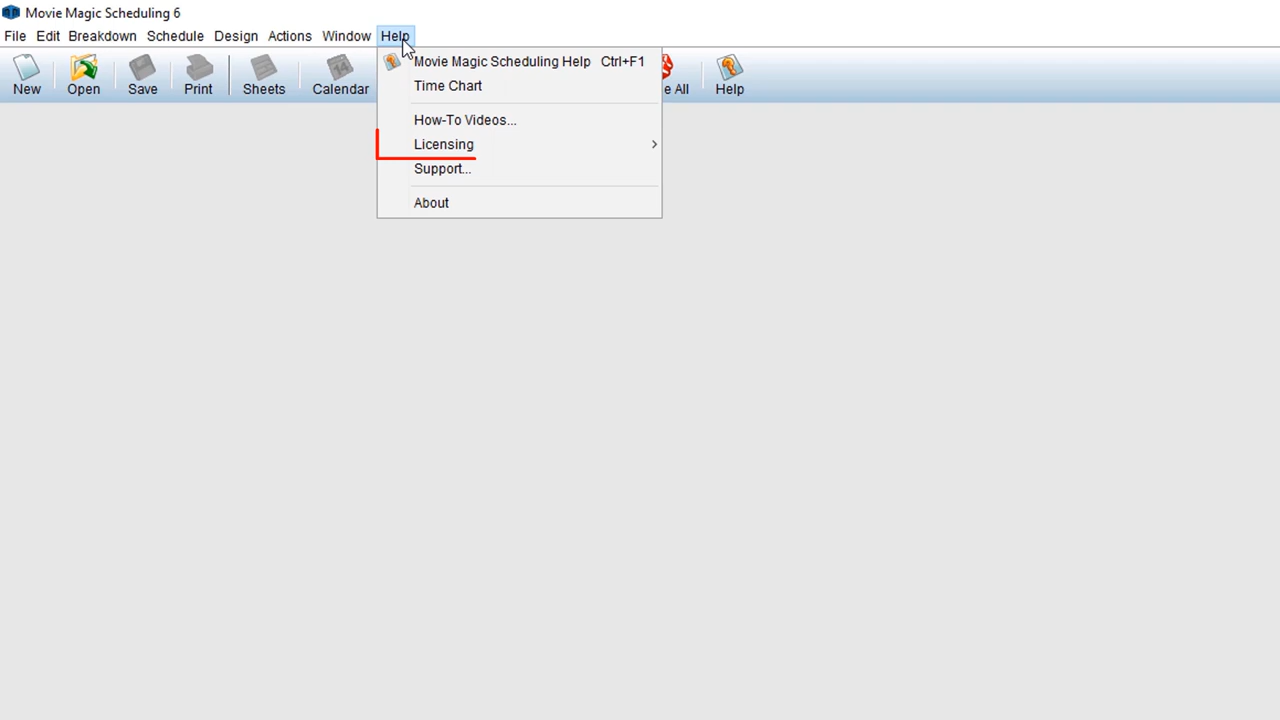 Movie Magic Scheduling 6
File Edit Breakdown Schedule Design Actions Window Help
New Open Save Print Sheets Calendar e All Help
14
Movie Magic Scheduling Help Ctrl+F1
Time Chart
How-To Videos...
Licensing
Support...
About